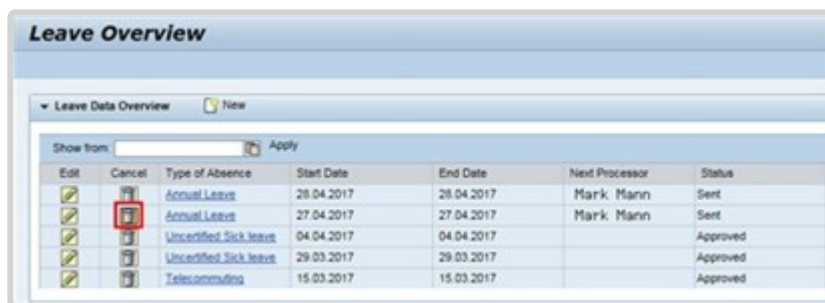 Leave Overview
Leave Data Overview New
Show from: Apply
Edit Cancel Type of Absence Start Date End Date Next Processor Status
Annual Leave 28.04.2017 28.04.2017 Mark Mann Sent
Annual Leave 27.04.2017 27.04.2017 Mark Mann Sent
Uncertified Sick leave 04.04.2017 04.04.2017 Approved
Uncertified Sick leave 29.03.2017 29.03.2017 Approved
Telecommuting 15.03.2017 15.03.2017 Approved